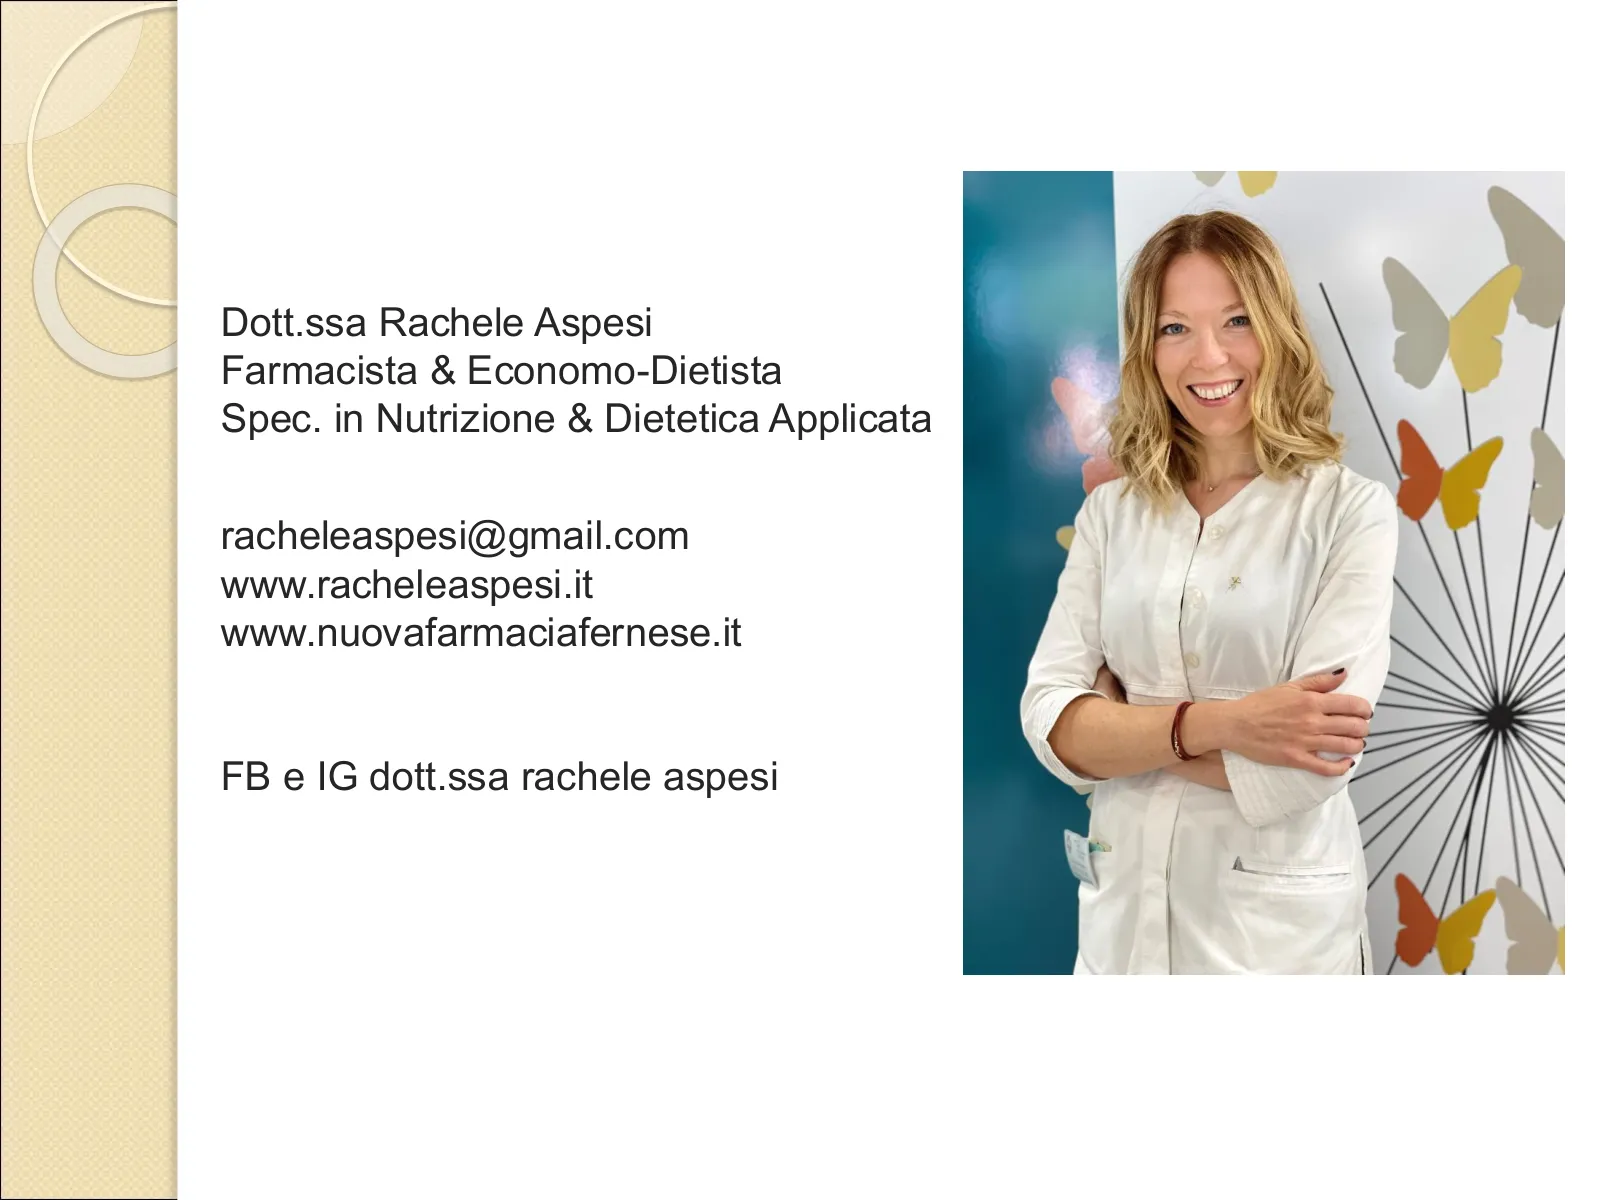 Dott.ssa Rachele Aspesi
Farmacista & Economo-Dietista
Spec. in Nutrizione & Dietetica Applicata
racheleaspesi@gmail.com
www.racheleaspesi.it
www.nuovafarmaciafernese.it
FB e IG dott.ssa rachele aspesi